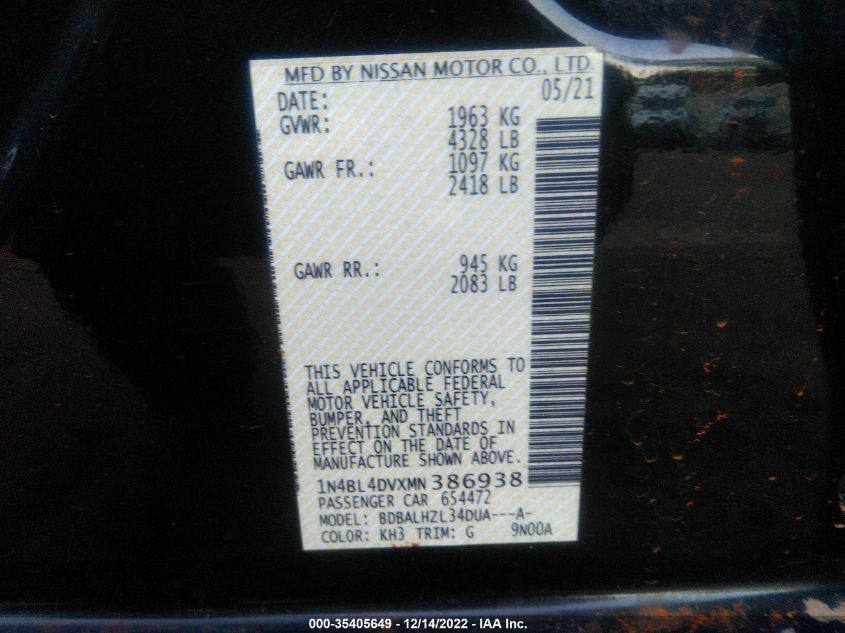 MFD BY NISSAN MOTOR CO., LTD.
DATE: 05/21
GVWR: 1963 KG
4328 LB
GAWR FR.: 1097 KG
2418 LB
GAWR RR.: 945 KG
2083 LB
THIS VEHICLE CONFORMS TO
ALL APPLICABLE FEDERAL
MOTOR VEHICLE SAFETY,
BUMPER, AND THEFT
PREVENTION STANDARDS IN
EFFECT ON THE DATE OF
MANUFACTURE SHOWN ABOVE.
1N4BL4DVXMN386938
PASSENGER CAR 654472
MODEL: BDBALHZL34DUA---A-
COLOR: KH3 TRIM: G 9N00A
000-35405649 - 12/14/2022 - IAA Inc.